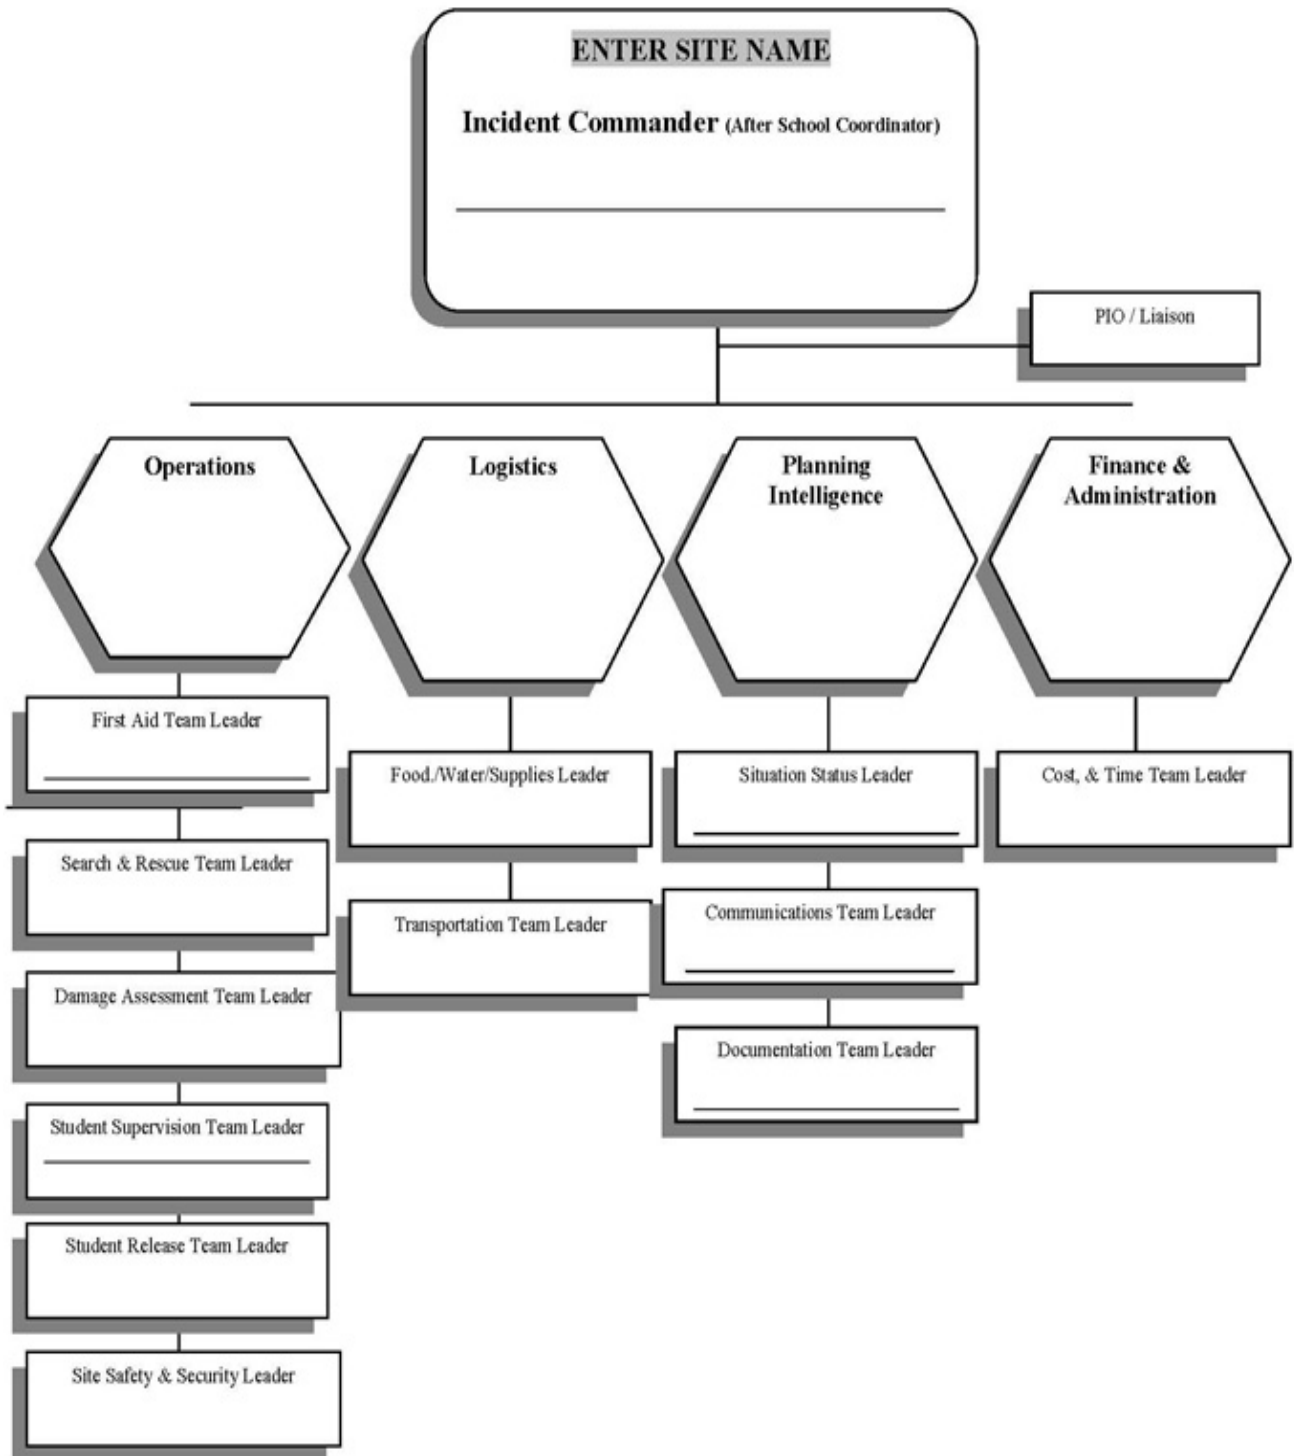 ENTER SITE NAME
Incident Commander (After School Coordinator)
PIO / Liaison
Operations
Logistics
Planning
Intelligence
Finance &
Administration
First Aid Team Leader
Search & Rescue Team Leader
Damage Assessment Team Leader
Student Supervision Team Leader
Student Release Team Leader
Site Safety & Security Leader
Food./Water/Supplies Leader
Transportation Team Leader
Situation Status Leader
Communications Team Leader
Documentation Team Leader
Cost, & Time Team Leader